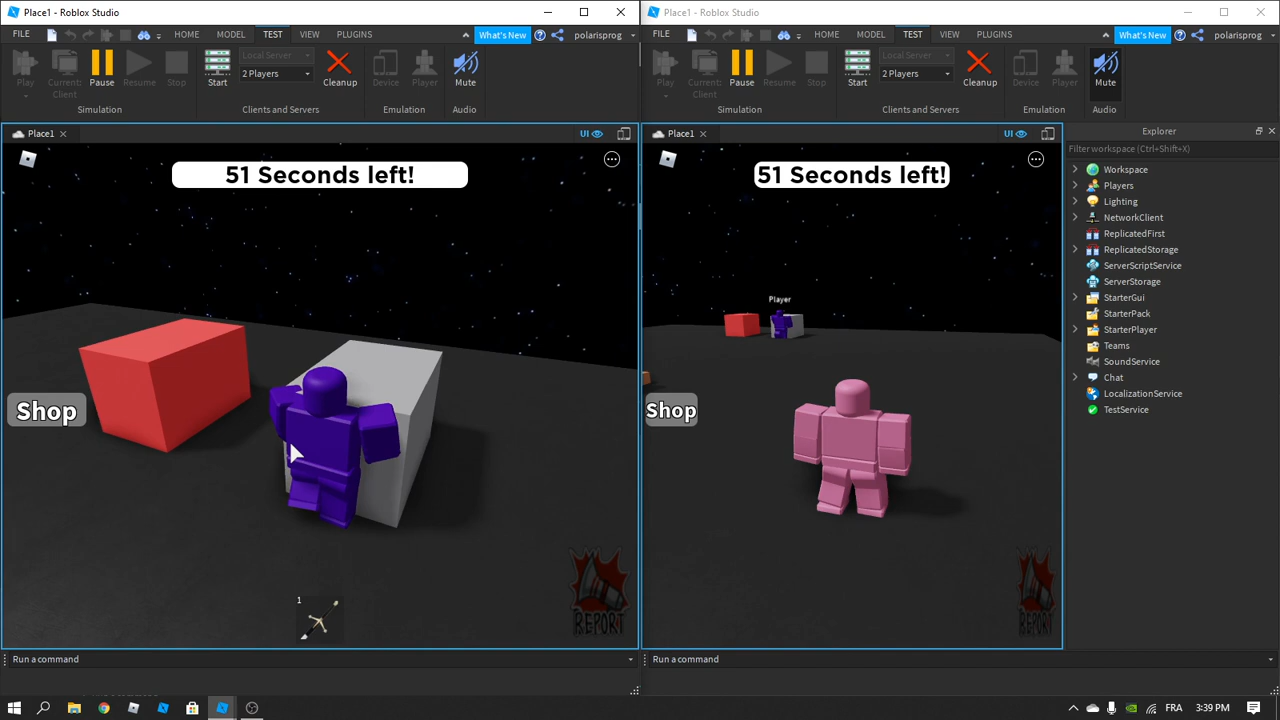 Place1 - Roblox Studio
FILE
HOME
MODEL
TEST
VIEW
PLUGINS
What's New
polarisprog
Play
Current:
Client
Pause
Resume
Stop
Simulation
Start
Local Server
2 Players
Cleanup
Clients and Servers
Device
Player
Emulation
Mute
Audio
Place1
UI
51 Seconds left!
Shop
1
REPORT
Run a command
Place1 - Roblox Studio
FILE
HOME
MODEL
TEST
VIEW
PLUGINS
What's New
polarisprog
Play
Current:
Client
Pause
Resume
Stop
Simulation
Start
Local Server
2 Players
Cleanup
Clients and Servers
Device
Player
Emulation
Mute
Audio
Place1
UI
51 Seconds left!
Player
Shop
REPORT
Run a command
Explorer
Filter workspace (Ctrl+Shift+X)
Workspace
Players
Lighting
NetworkClient
ReplicatedFirst
ReplicatedStorage
ServerScriptService
ServerStorage
StarterGui
StarterPack
StarterPlayer
Teams
SoundService
Chat
LocalizationService
TestService
FRA
3:39 PM